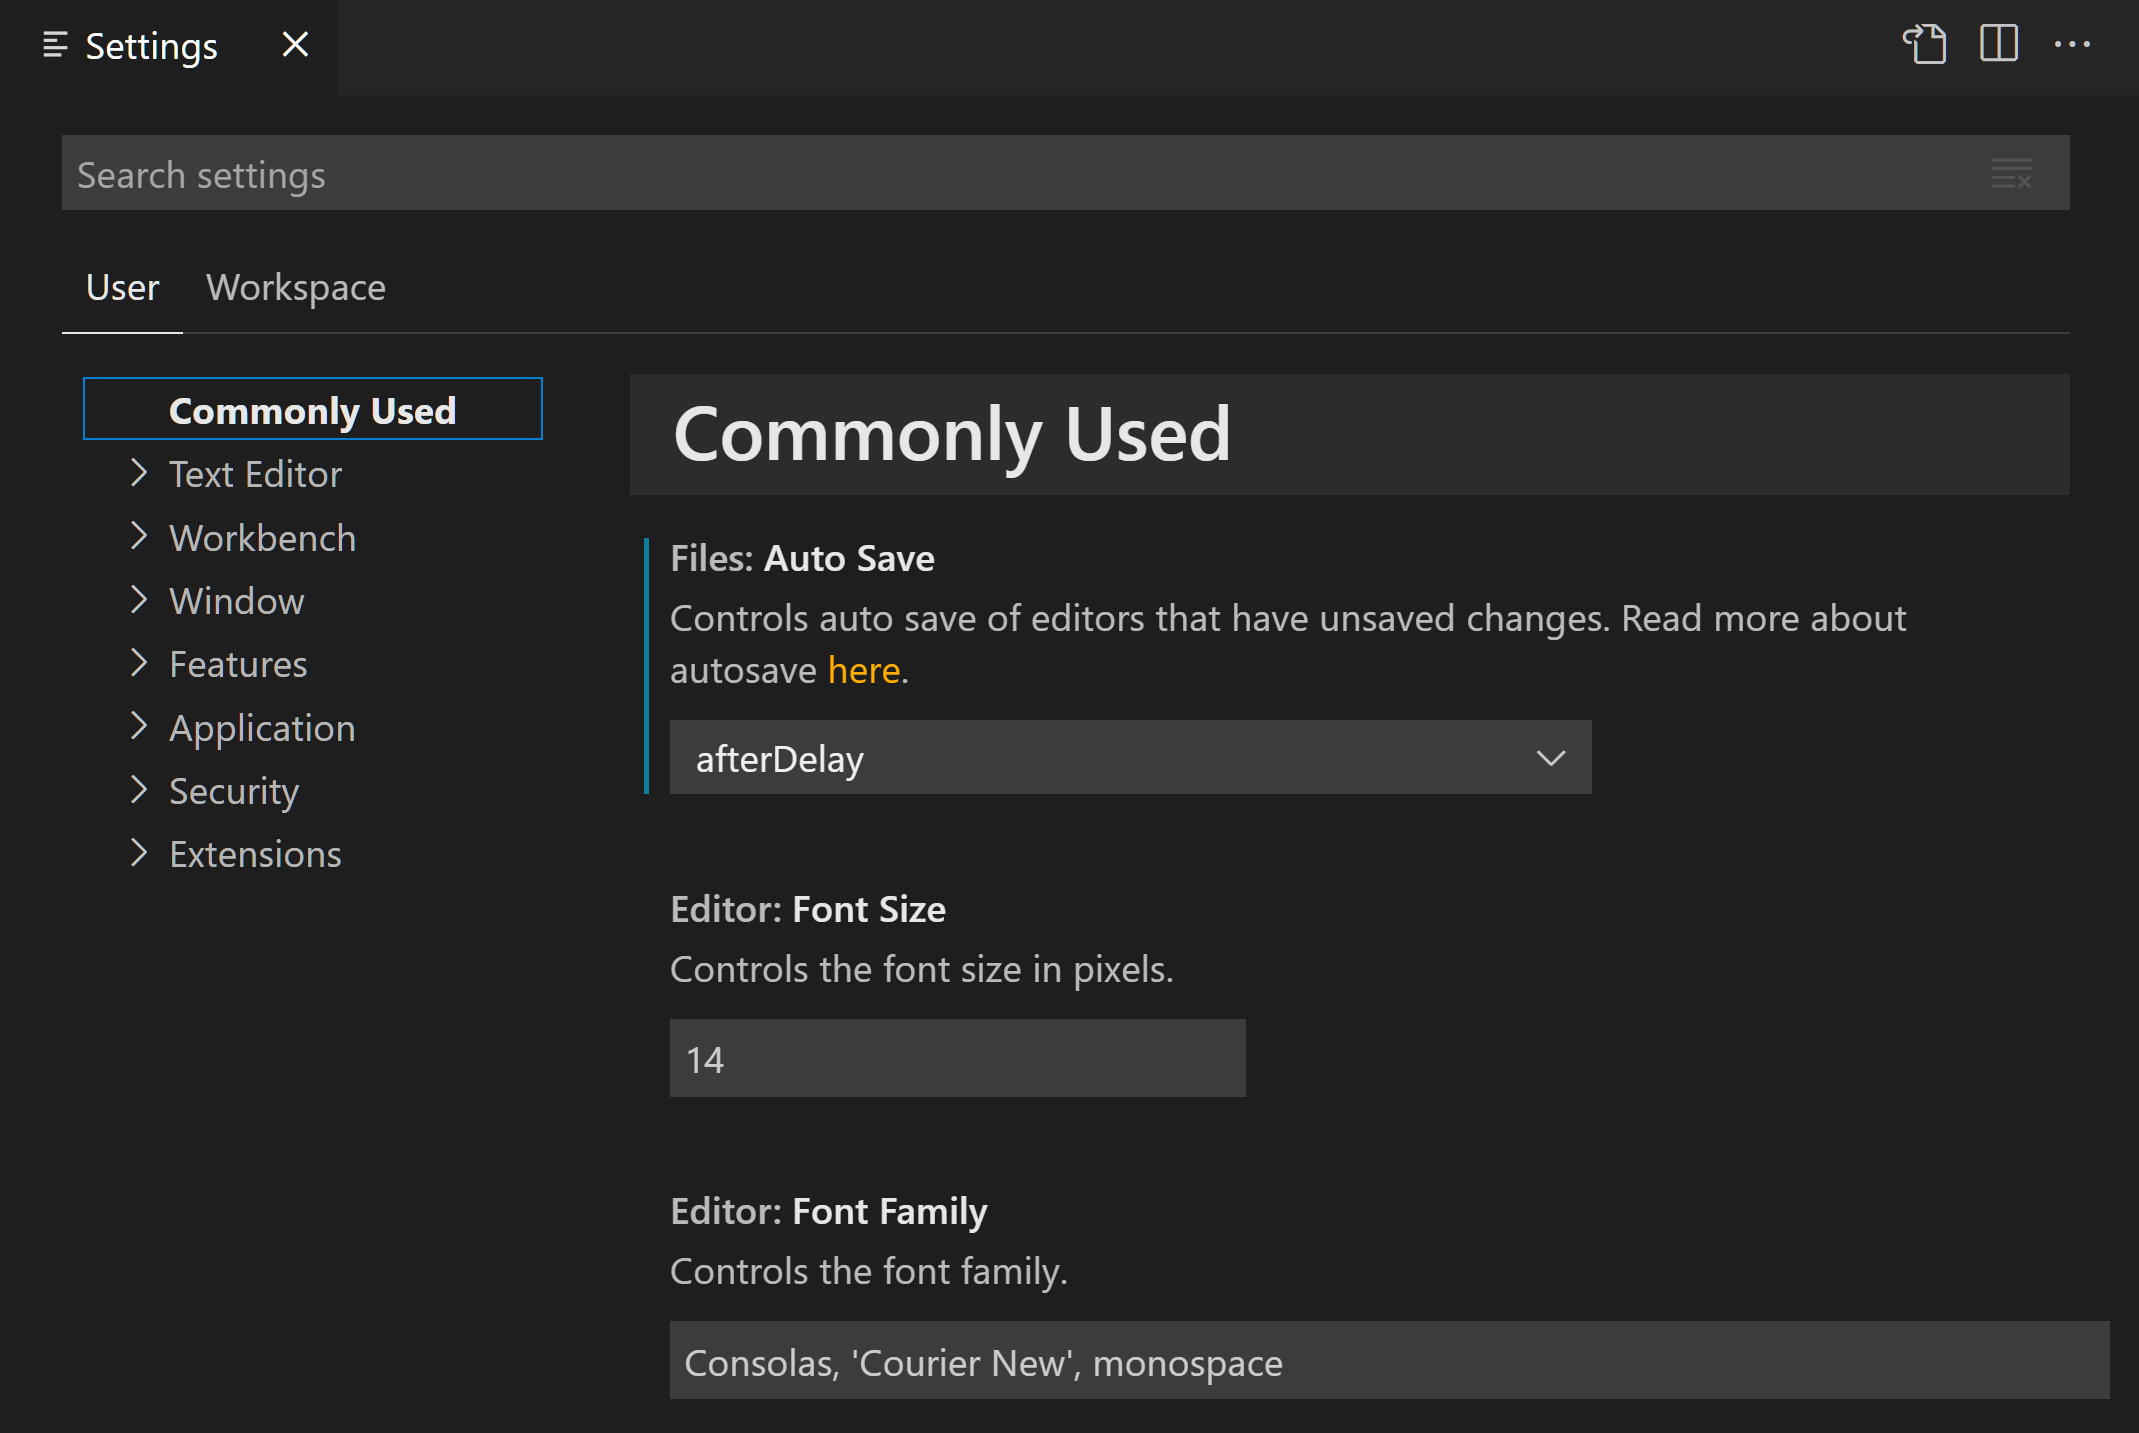 Settings
Search settings
User Workspace
Commonly Used
Text Editor
Workbench
Window
Features
Application
Security
Extensions
Commonly Used
Files: Auto Save
Controls auto save of editors that have unsaved changes. Read more about
autosave here.
afterDelay
Editor: Font Size
Controls the font size in pixels.
14
Editor: Font Family
Controls the font family.
Consolas, 'Courier New', monospace